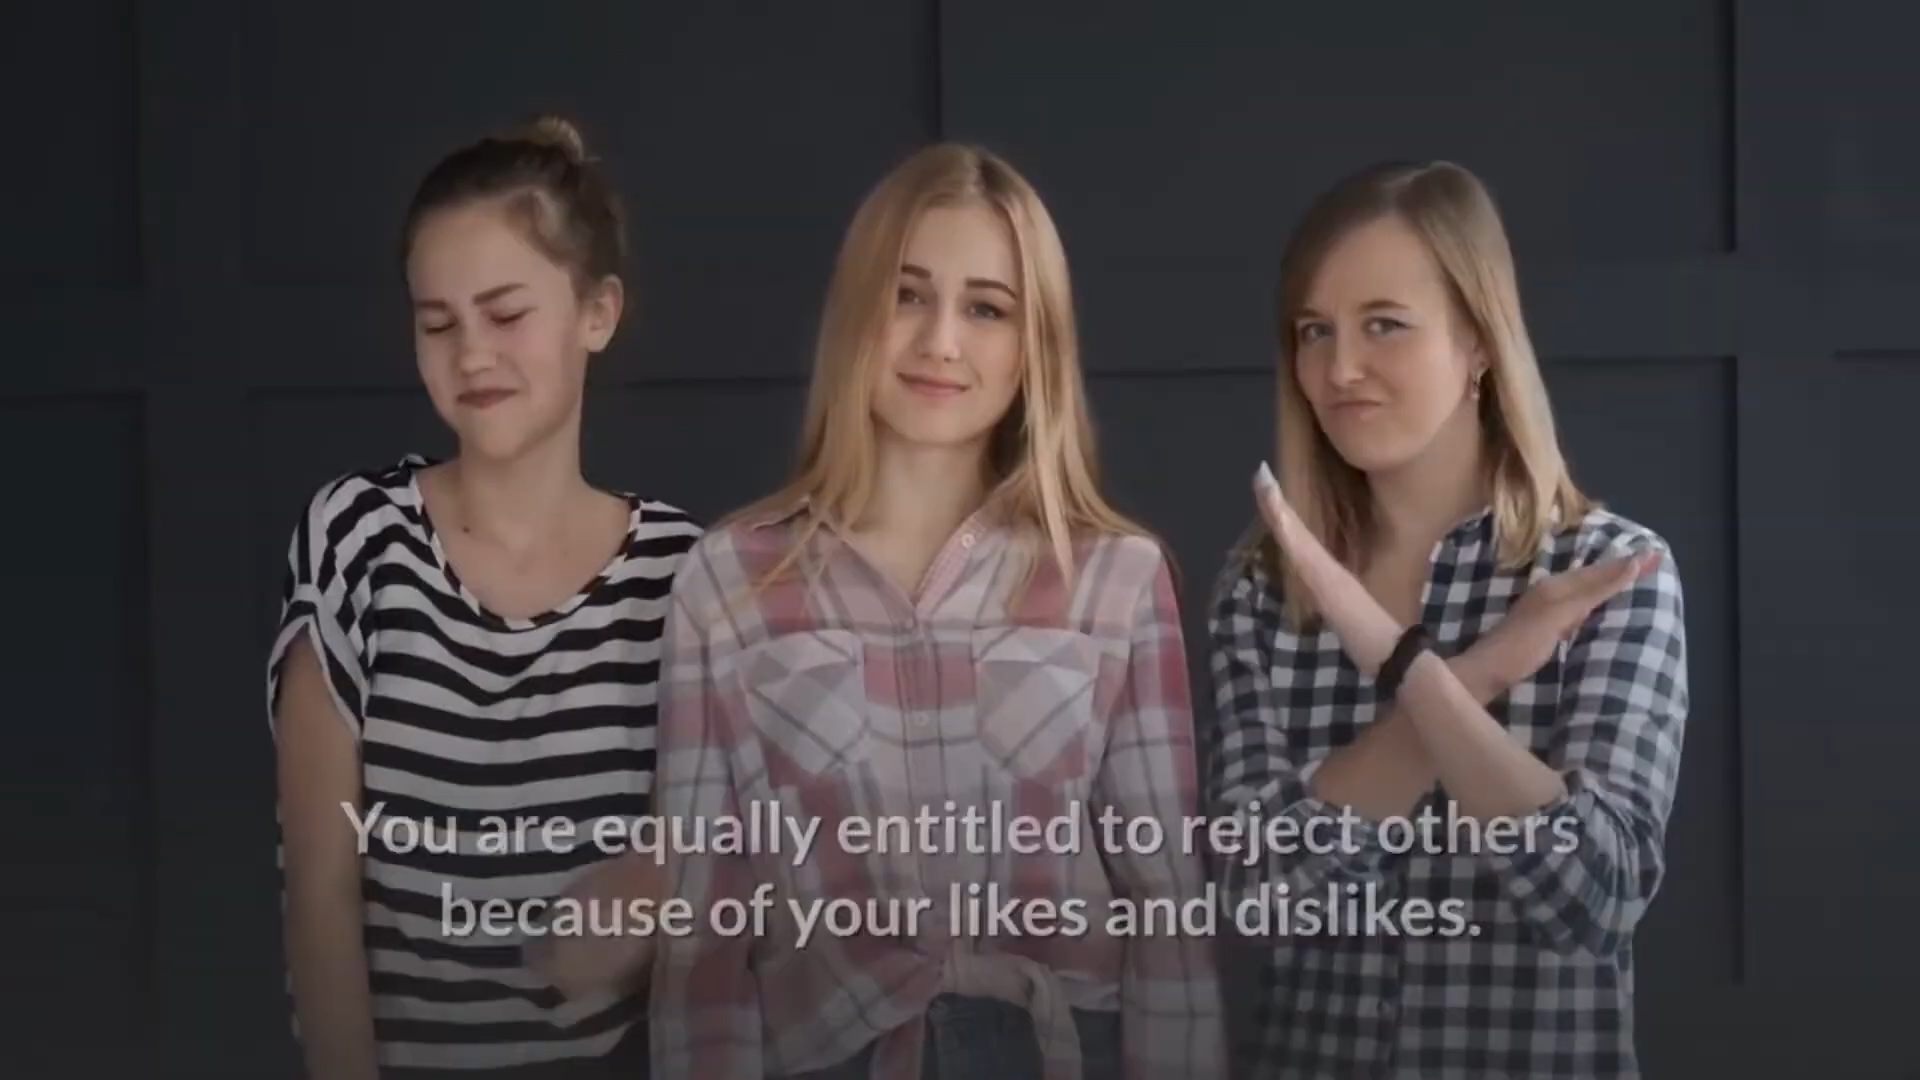 You are equally entitled to reject others
because of your likes and dislikes.